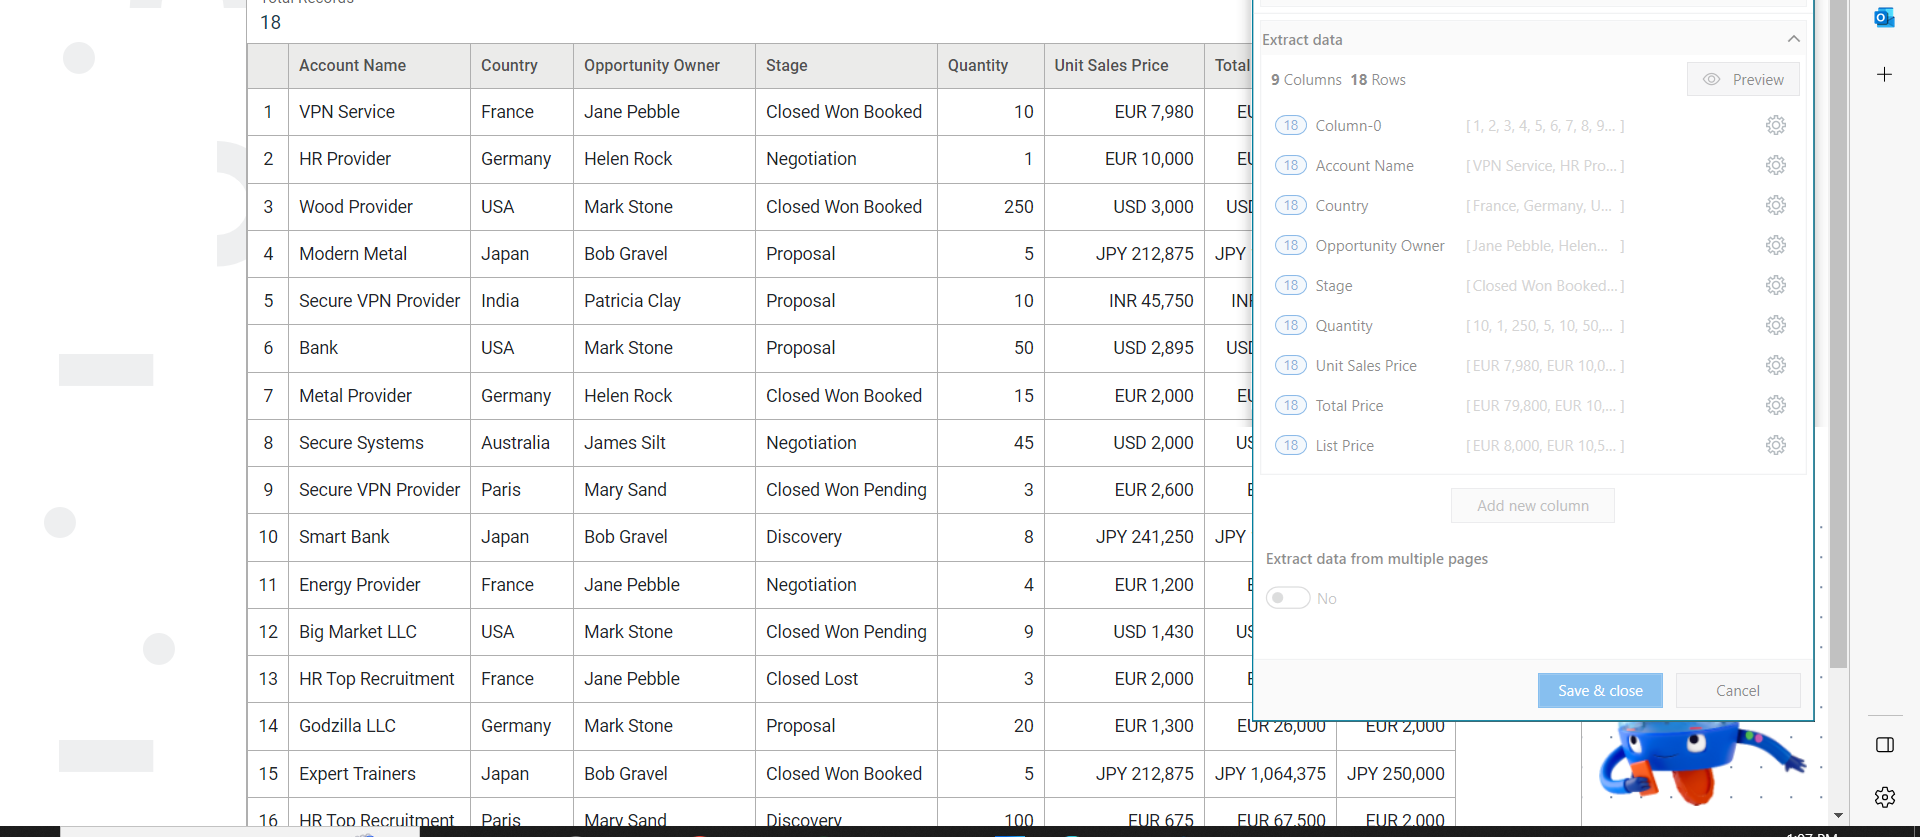 Total Records
18
Account Name Country Opportunity Owner Stage Quantity Unit Sales Price Total
1 VPN Service France Jane Pebble Closed Won Booked 10 EUR 7,980
2 HR Provider Germany Helen Rock Negotiation 1 EUR 10,000
3 Wood Provider USA Mark Stone Closed Won Booked 250 USD 3,000 USD
4 Modern Metal Japan Bob Gravel Proposal 5 JPY 212,875 JPY
5 Secure VPN Provider India Patricia Clay Proposal 10 INR 45,750
6 Bank USA Mark Stone Proposal 50 USD 2,895 USD
7 Metal Provider Germany Helen Rock Closed Won Booked 15 EUR 2,000
8 Secure Systems Australia James Silt Negotiation 45 USD 2,000
9 Secure VPN Provider Paris Mary Sand Closed Won Pending 3 EUR 2,600
10 Smart Bank Japan Bob Gravel Discovery 8 JPY 241,250 JPY
11 Energy Provider France Jane Pebble Negotiation 4 EUR 1,200
12 Big Market LLC USA Mark Stone Closed Won Pending 9 USD 1,430
13 HR Top Recruitment France Jane Pebble Closed Lost 3 EUR 2,000
14 Godzilla LLC Germany Mark Stone Proposal 20 EUR 1,300 EUR 26,000 EUR 2,000
15 Expert Trainers Japan Bob Gravel Closed Won Booked 5 JPY 212,875 JPY 1,064,375 JPY 250,000
16 HR Top Recruitment Paris Mary Sand Discovery 100 EUR 675 EUR 67,500 EUR 2,000
Extract data
9 Columns 18 Rows Preview
18 Column-0 [ 1, 2, 3, 4, 5, 6, 7, 8, 9... ]
18 Account Name [ VPN Service, HR Pro... ]
18 Country [ France, Germany, U... ]
18 Opportunity Owner [ Jane Pebble, Helen... ]
18 Stage [ Closed Won Booked... ]
18 Quantity [ 10, 1, 250, 5, 10, 50,... ]
18 Unit Sales Price [ EUR 7,980, EUR 10,0... ]
18 Total Price [ EUR 79,800, EUR 10,... ]
18 List Price [ EUR 8,000, EUR 10,5... ]
Add new column
Extract data from multiple pages
No
Save & close Cancel